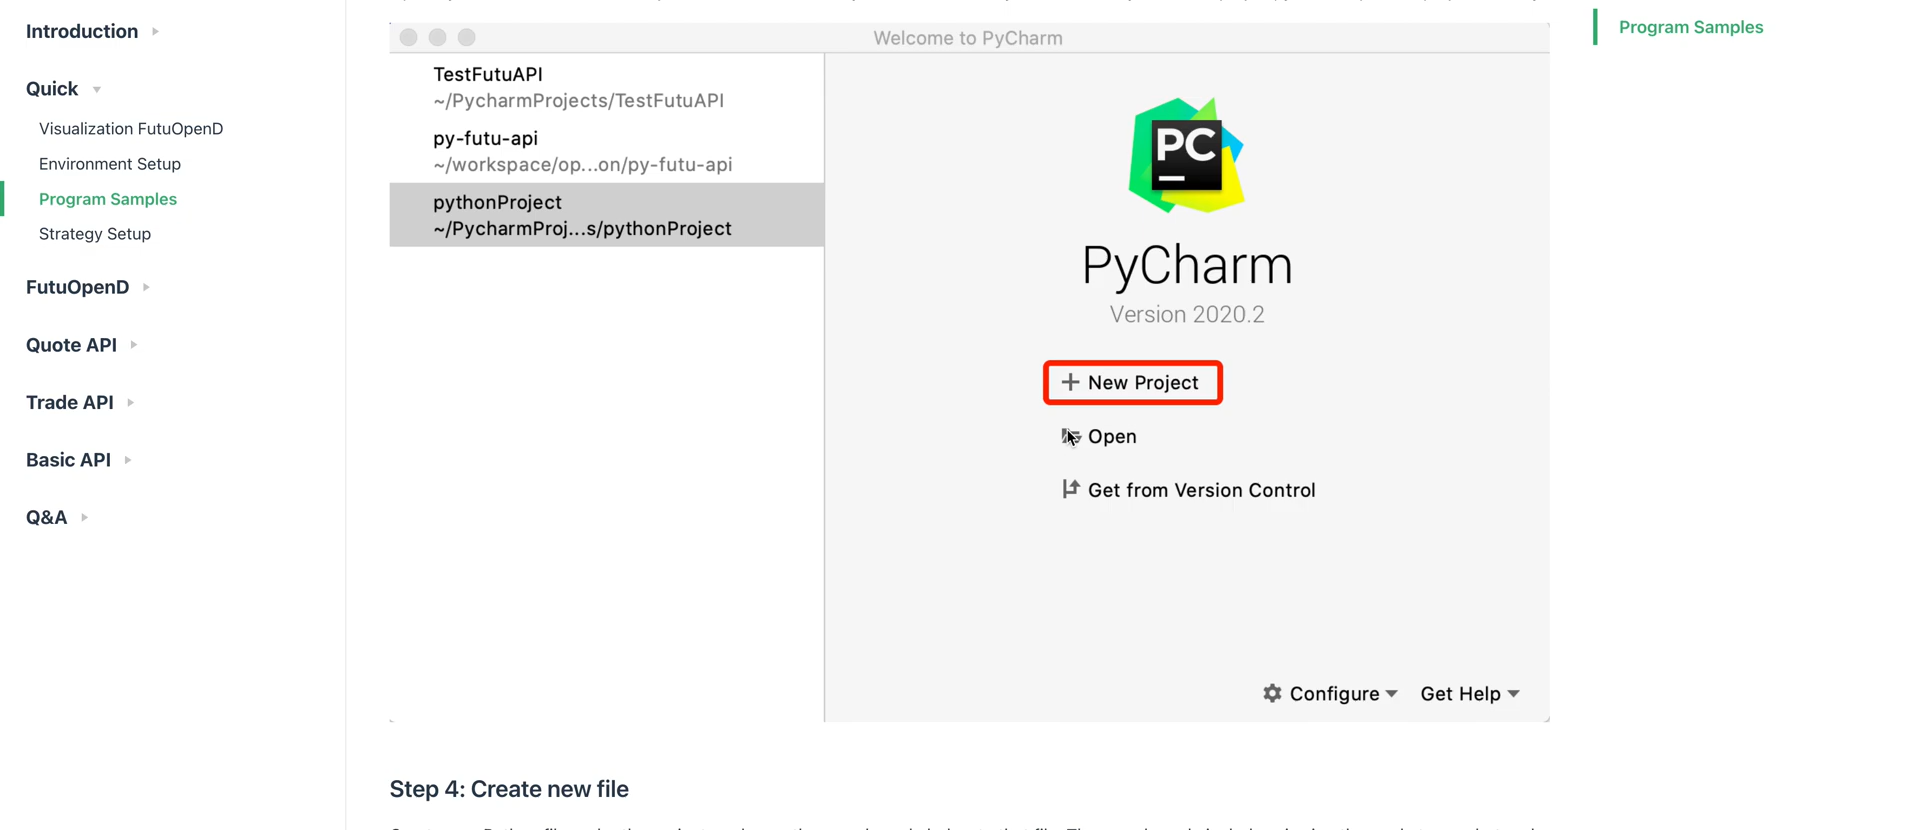 Introduction
Quick
Visualization FutuOpenD
Environment Setup
Program Samples
Strategy Setup
FutuOpenD
Quote API
Trade API
Basic API
Q&A
Welcome to PyCharm
TestFutuAPI
~/PycharmProjects/TestFutuAPI
py-futu-api
~/workspace/op...on/py-futu-api
pythonProject
~/PycharmProj...s/pythonProject
PC
PyCharm
Version 2020.2
New Project
Open
Get from Version Control
Configure
Get Help
Step 4: Create new file
Program Samples